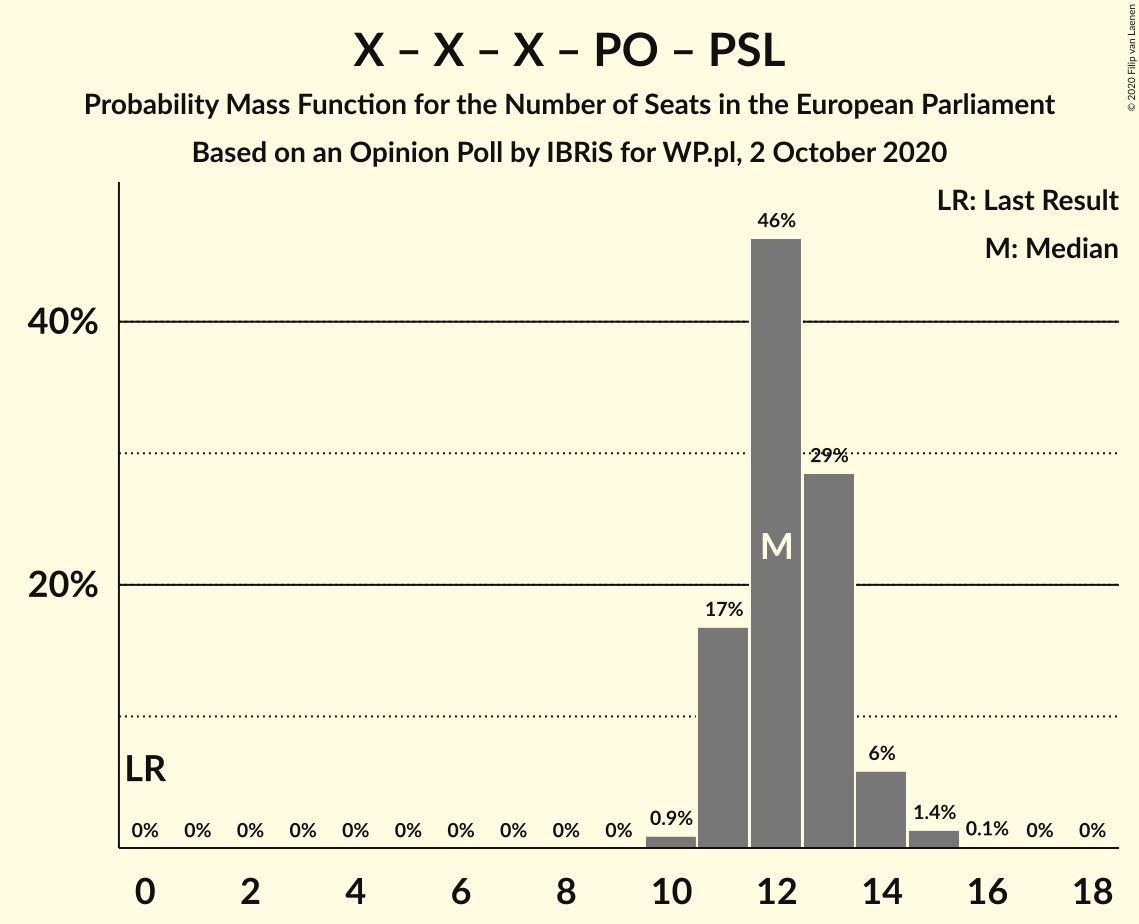 X – X – X – PO – PSL
Probability Mass Function for the Number of Seats in the European Parliament
Based on an Opinion Poll by IBRiS for WP.pl, 2 October 2020
© 2020 Filip van Laenen
LR: Last Result
M: Median
46%
40%
29%
M
20%
17%
LR
6%
0% 0% 0% 0% 0% 0% 0% 0% 0% 0% 0.9% 1.4% 0.1% 0% 0%
0 2 4 6 8 10 12 14 16 18